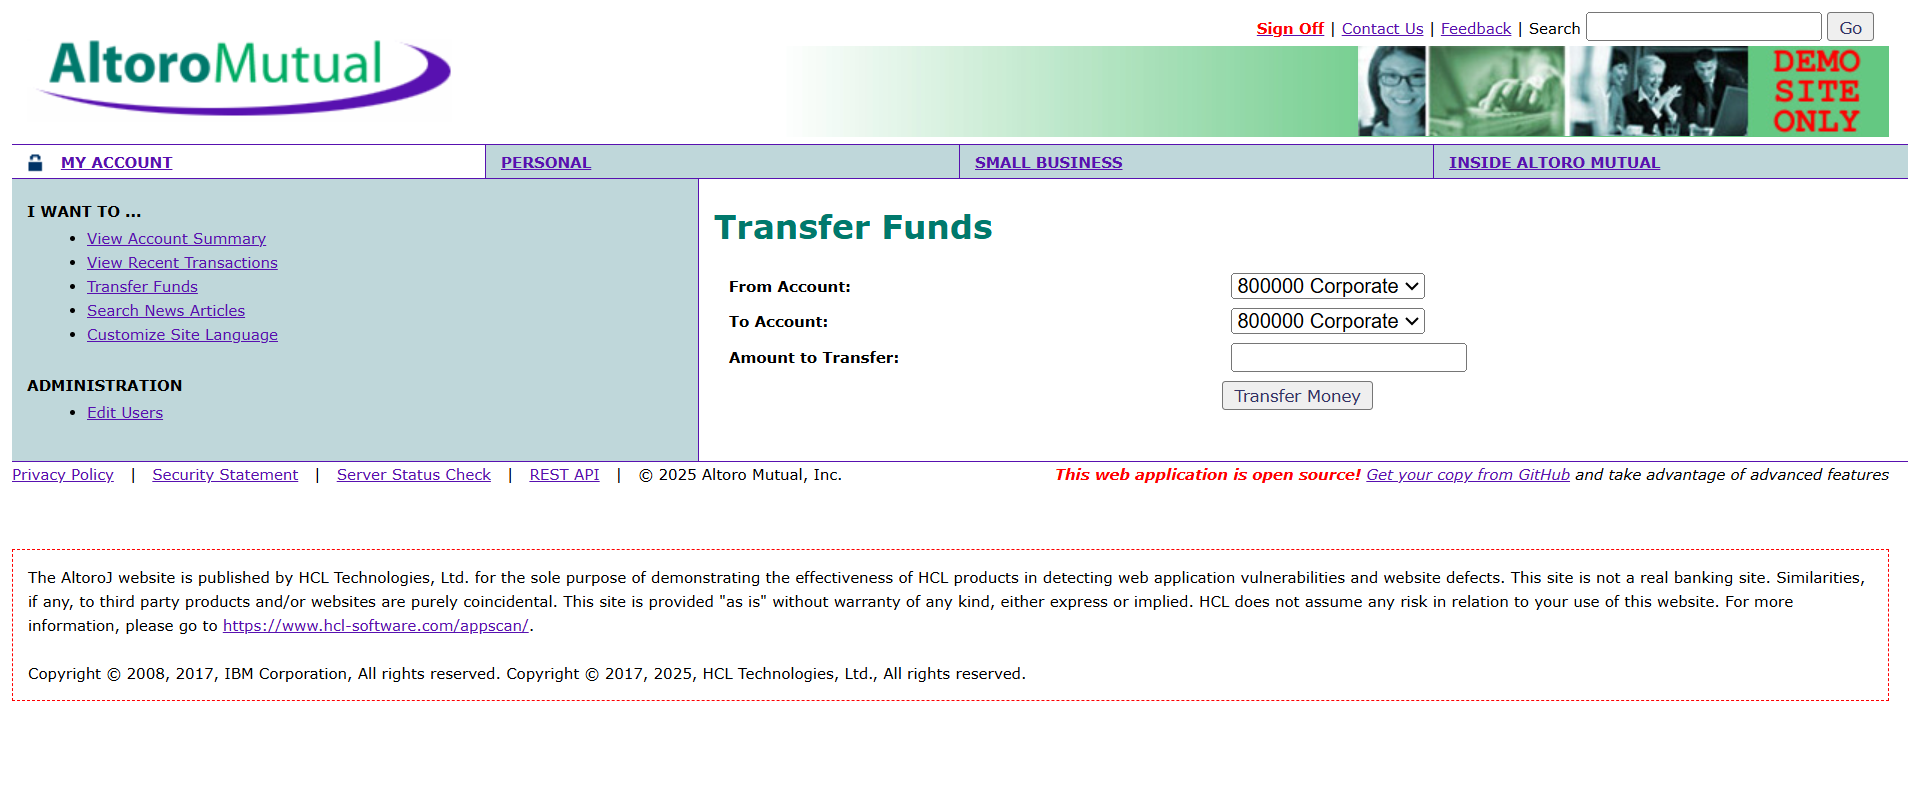 Sign Off | Contact Us | Feedback | Search Go
AltoroMutual
DEMO
SITE
ONLY
MY ACCOUNT
PERSONAL
SMALL BUSINESS
INSIDE ALTORO MUTUAL
I WANT TO ...
• View Account Summary
• View Recent Transactions
• Transfer Funds
• Search News Articles
• Customize Site Language
ADMINISTRATION
• Edit Users
Transfer Funds
From Account: 800000 Corporate
To Account: 800000 Corporate
Amount to Transfer:
Transfer Money
Privacy Policy | Security Statement | Server Status Check | REST API | © 2025 Altoro Mutual, Inc.
This web application is open source! Get your copy from GitHub and take advantage of advanced features
The AltoroJ website is published by HCL Technologies, Ltd. for the sole purpose of demonstrating the effectiveness of HCL products in detecting web application vulnerabilities and website defects. This site is not a real banking site. Similarities,
if any, to third party products and/or websites are purely coincidental. This site is provided "as is" without warranty of any kind, either express or implied. HCL does not assume any risk in relation to your use of this website. For more
information, please go to https://www.hcl-software.com/appscan/.
Copyright © 2008, 2017, IBM Corporation, All rights reserved. Copyright © 2017, 2025, HCL Technologies, Ltd., All rights reserved.